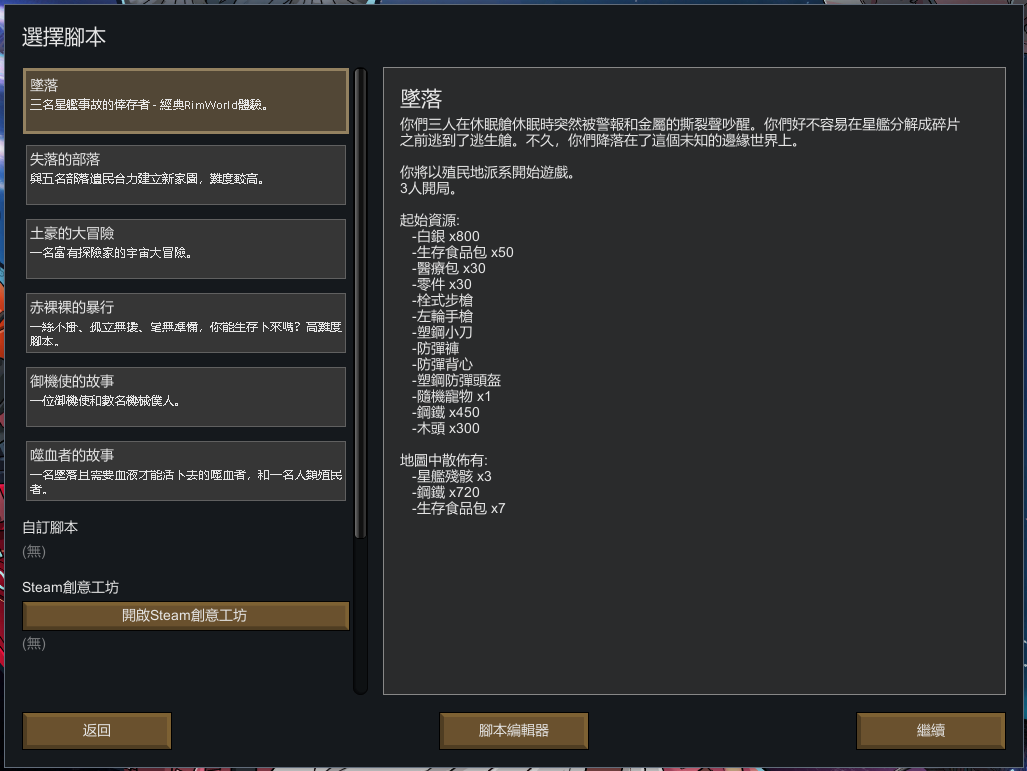 選擇腳本
墜落
三名星艦事故的倖存者 - 經典RimWorld體驗。
失落的部落
與五名部落遺民合力建立新家園，難度較高。
土豪的大冒險
一名富有探險家的宇宙大冒險。
赤裸裸的暴行
一絲不掛、孤立無援、毫無準備，你能生存下來嗎？高難度
腳本。
御機使的故事
一位御機使和數名機械僕人。
噬血者的故事
一名墜落且需要血液才能活下去的噬血者，和一名人類殖民
者。
自訂腳本
(無)
Steam創意工坊
開啟Steam創意工坊
(無)
墜落
你們三人在休眠艙休眠時突然被警報和金屬的撕裂聲吵醒。你們好不容易在星艦分解成碎片
之前逃到了逃生艙。不久，你們降落在了這個未知的邊緣世界上。
你將以殖民地派系開始遊戲。
3人開局。
起始資源:
-白銀 x800
-生存食品包 x50
-醫療包 x30
-零件 x30
-栓式步槍
-左輪手槍
-塑鋼小刀
-防彈褲
-防彈背心
-塑鋼防彈頭盔
-隨機寵物 x1
-鋼鐵 x450
-木頭 x300
地圖中散佈有:
-星艦殘骸 x3
-鋼鐵 x720
-生存食品包 x7
返回
腳本編輯器
繼續